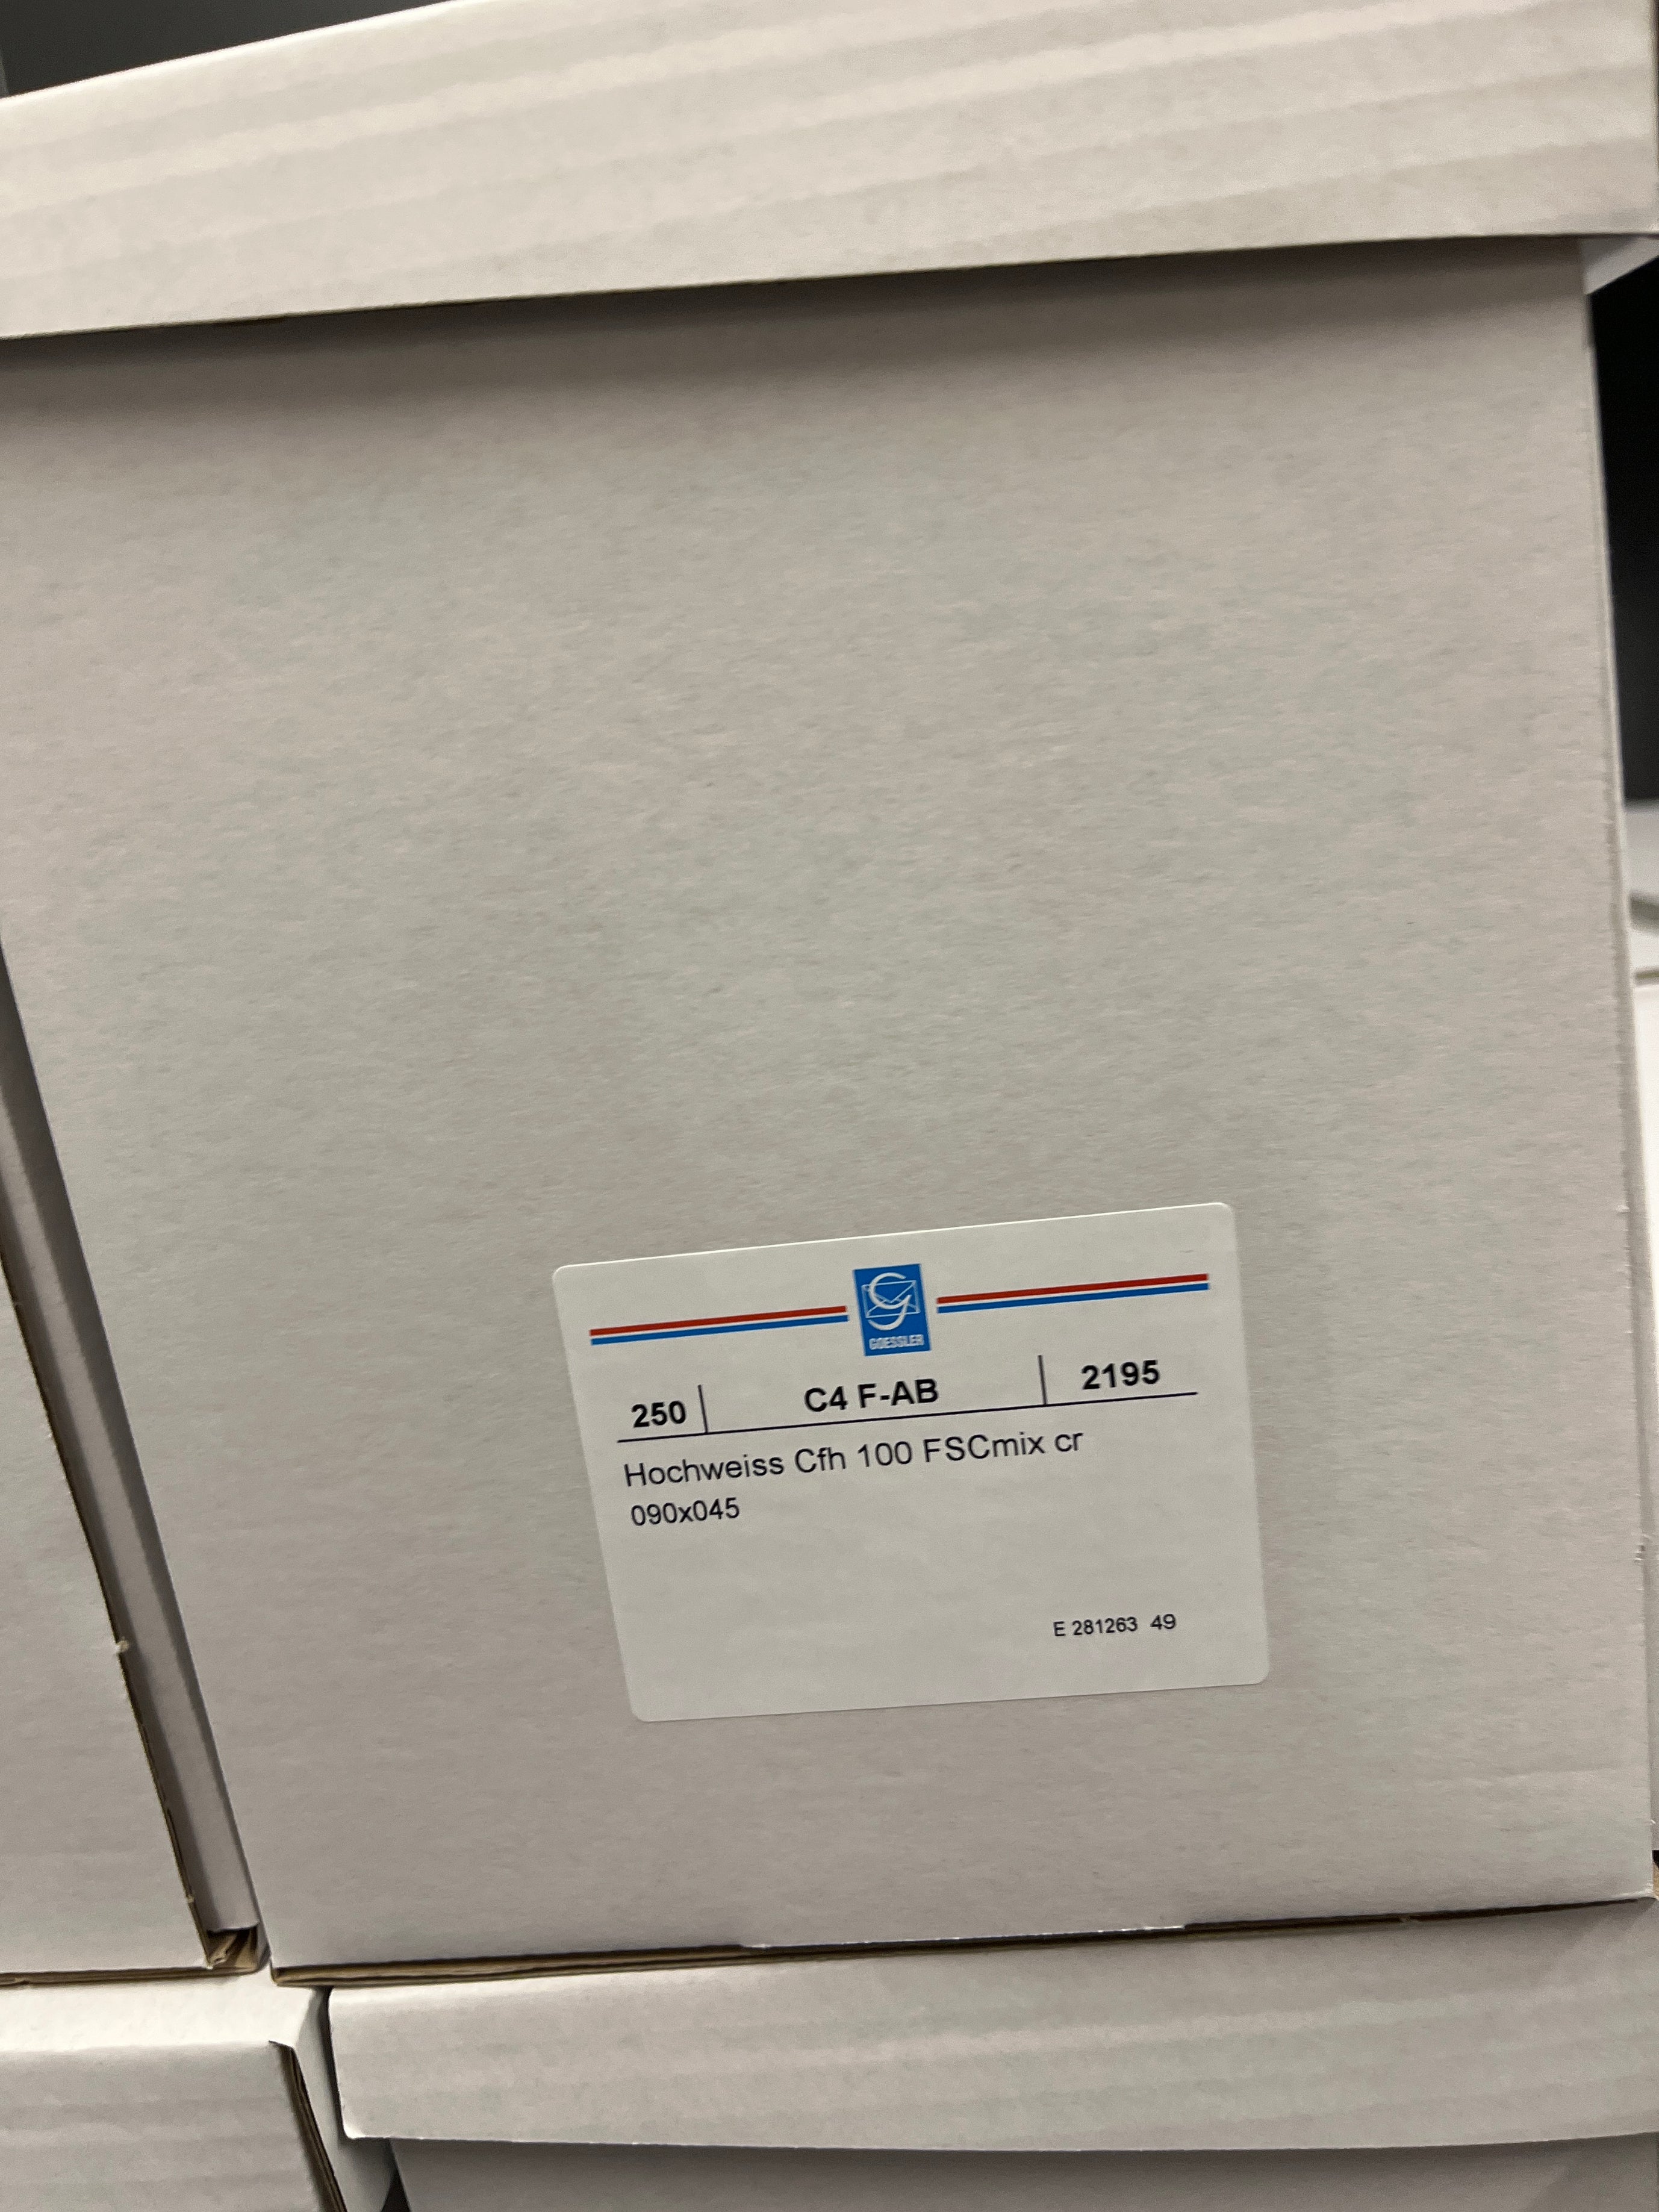 GOESSLER
250 C4 F-AB 2195
Hochweiss Cfh 100 FSCmix cr
090x045
E 281263 49